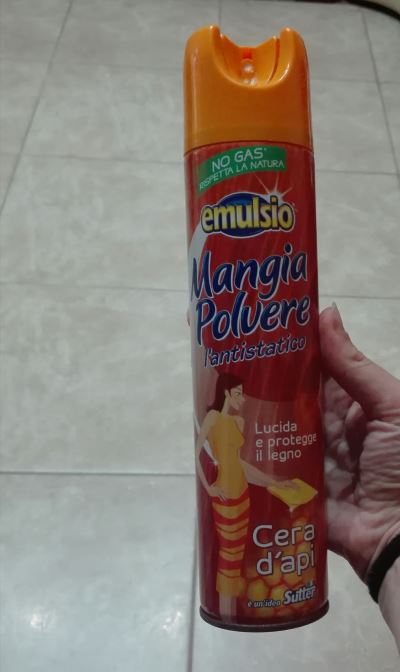 NO GAS*
RISPETTA LA NATURA
emulsio
Mangia
Polvere
l'antistatico
Lucida
e protegge
il legno
Cera
d'api
è un'idea Sutter